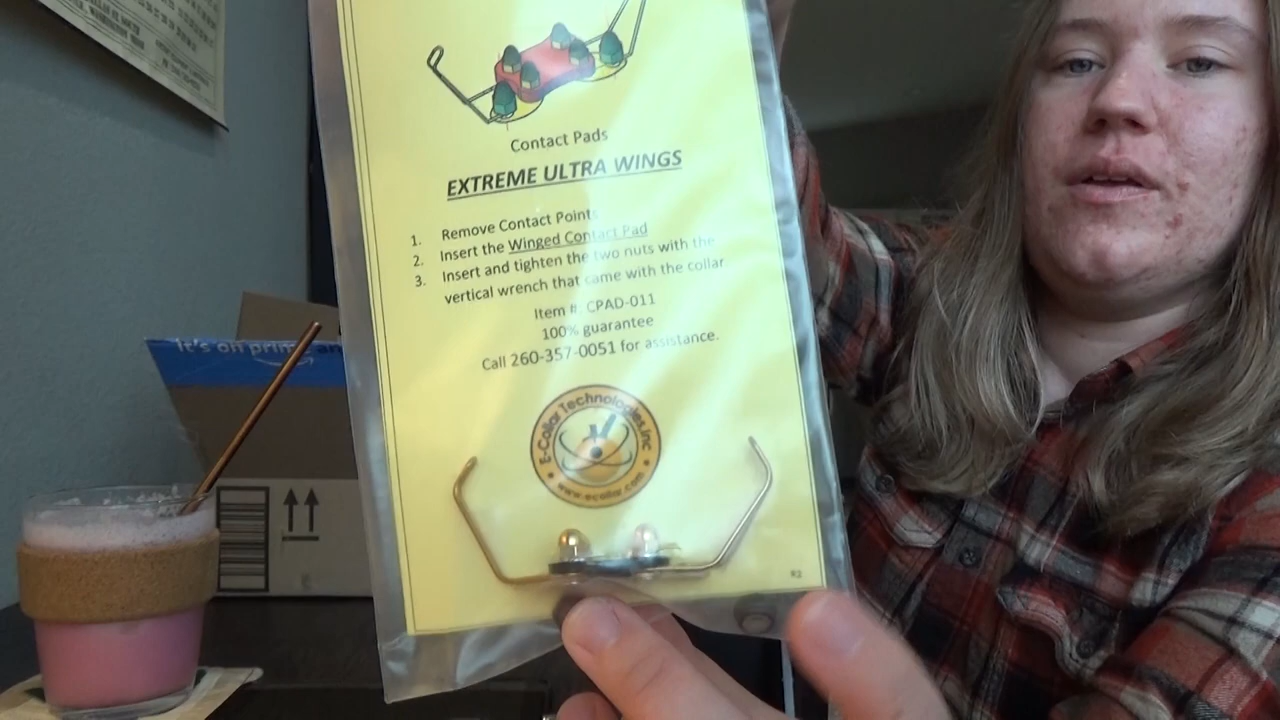 Contact Pads
EXTREME ULTRA WINGS
1. Remove Contact Points
2. Insert the Winged Contact Pad
3. Insert and tighten the two nuts with the
vertical wrench that came with the collar
Item #: CPAD-011
100% guarantee
Call 260-357-0051 for assistance.
E-Collar Technologies, Inc
www.ecollar.com
R2
It's on prim